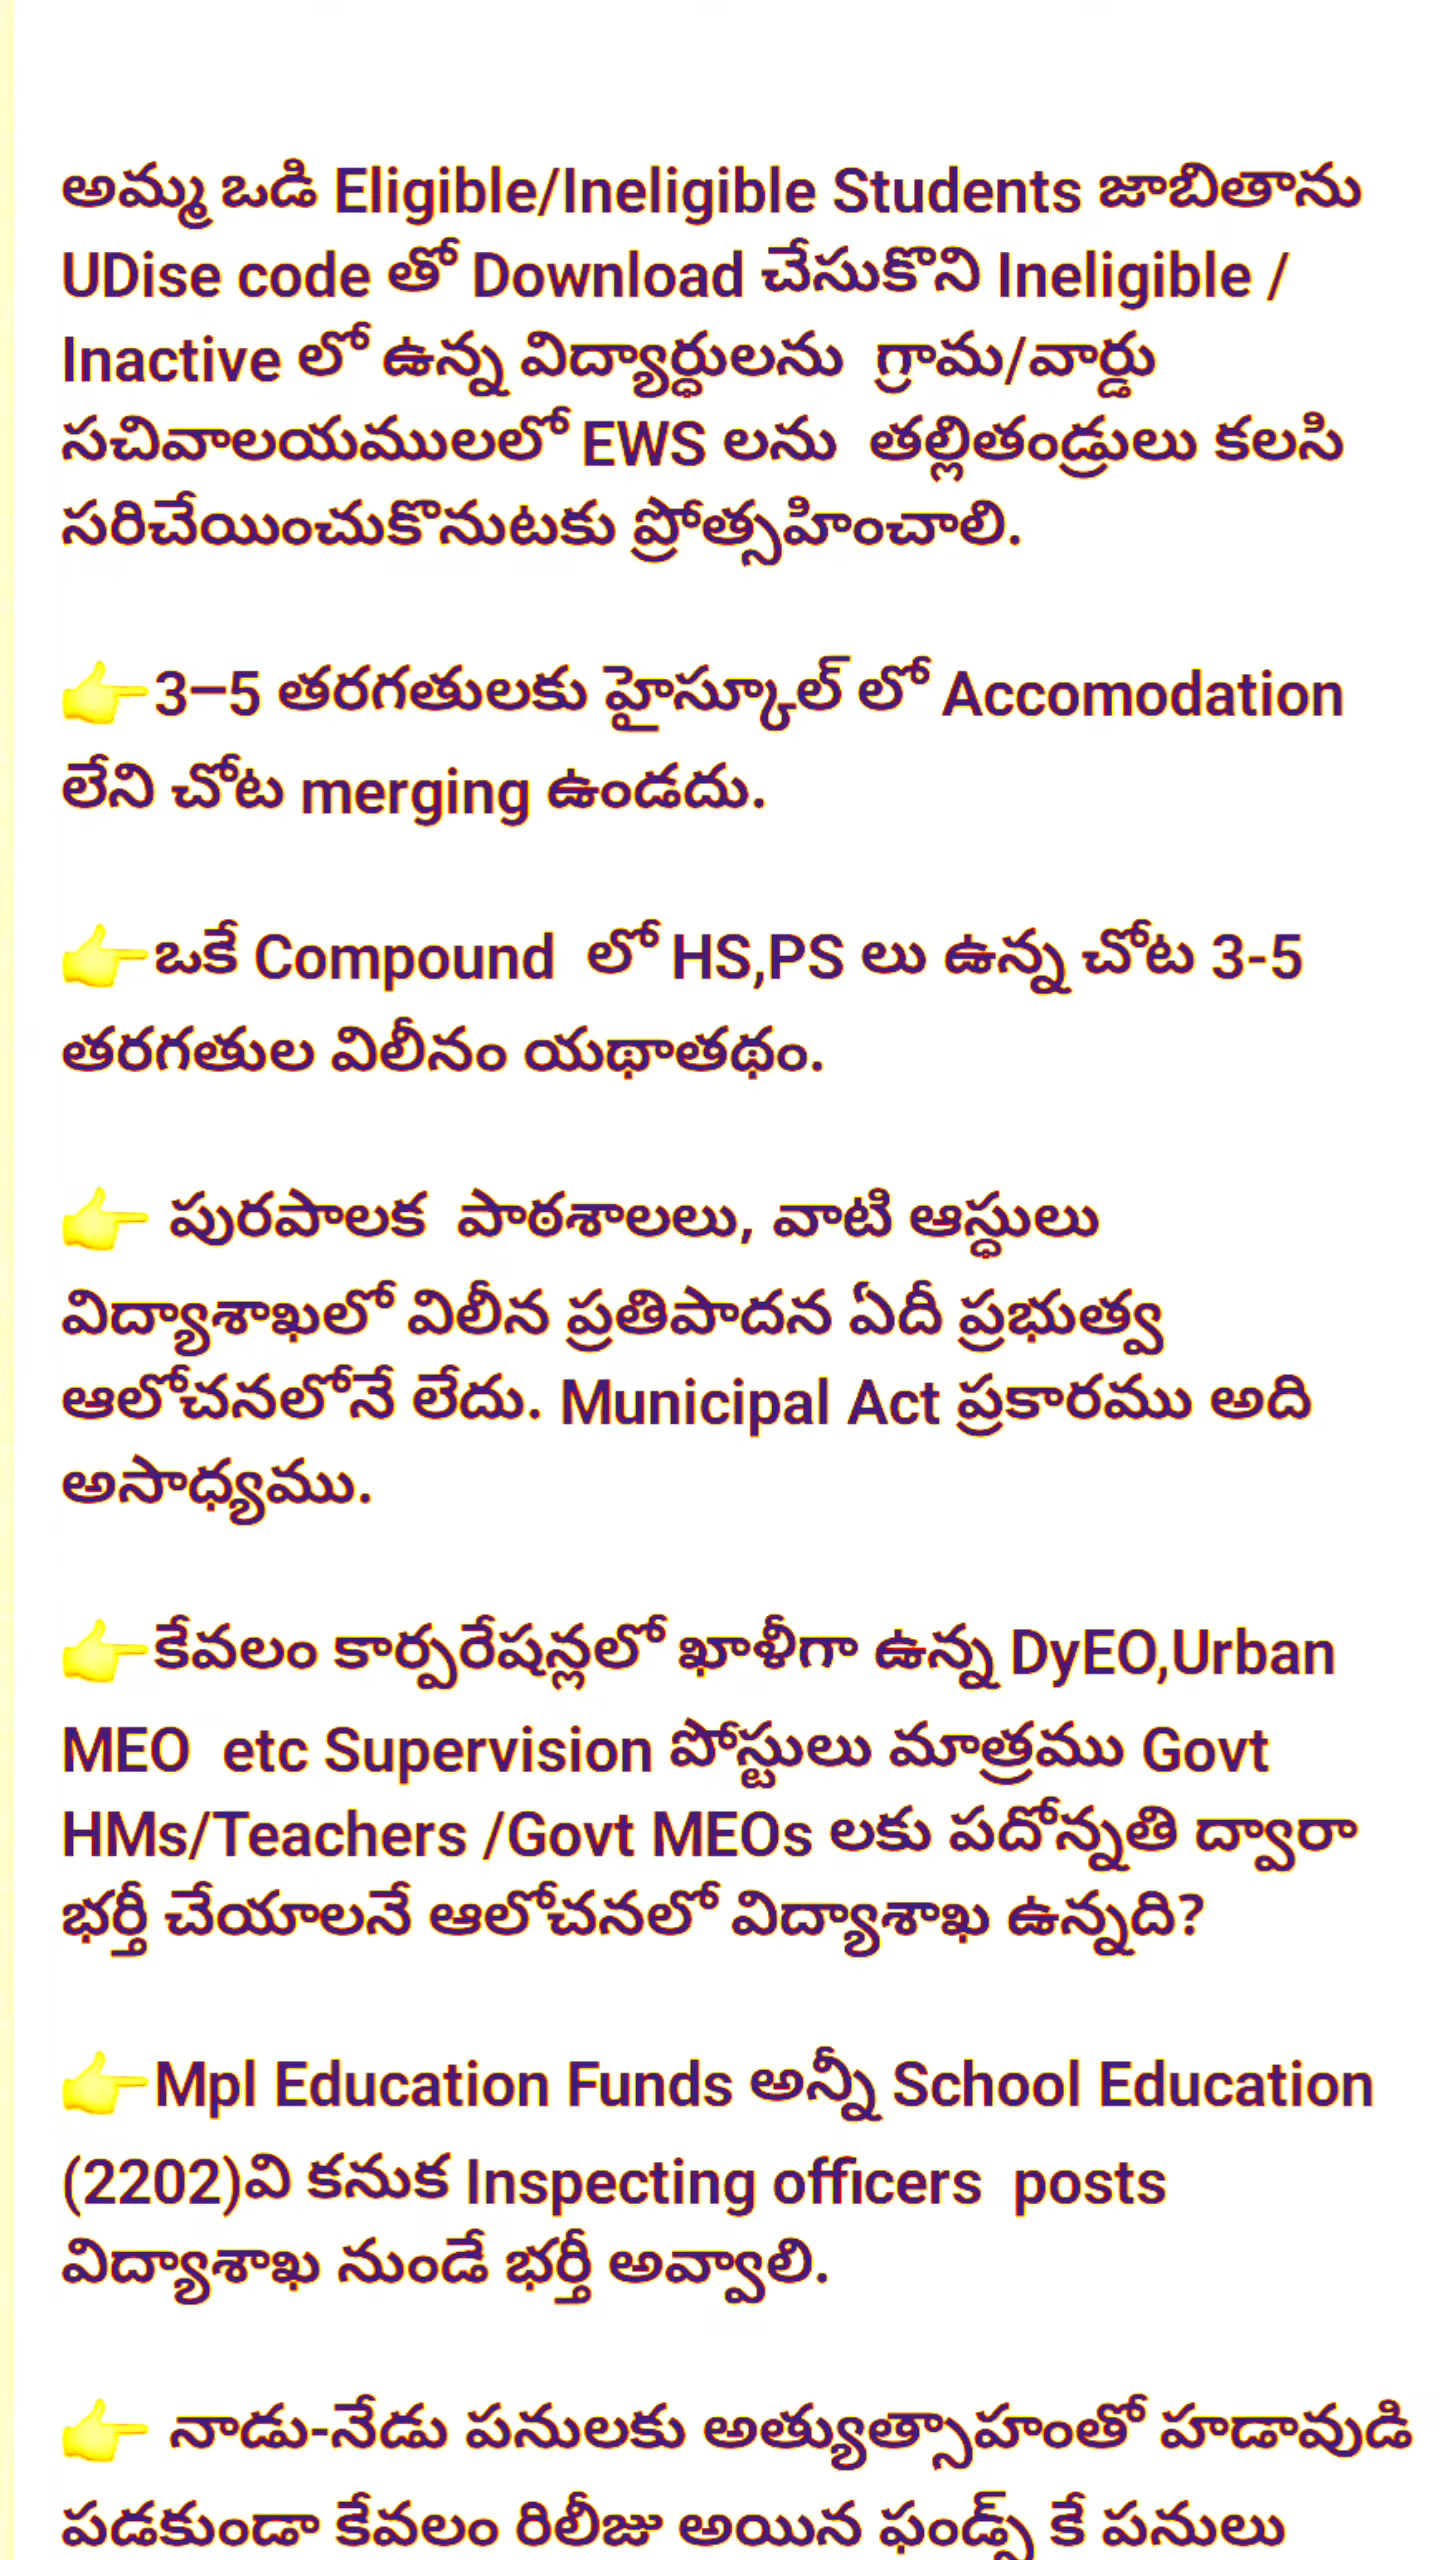 అమ్మ ఒడి Eligible/Ineligible Students జాబితాను
UDise code తో Download చేసుకొని Ineligible /
Inactive లో ఉన్న విద్యార్ధులను గ్రామ/వార్డు
సచివాలయములలో EWS లను తల్లితండ్రులు కలసి
సరిచేయించుకొనుటకు ప్రోత్సహించాలి.
👉3–5 తరగతులకు హైస్కూల్ లో Accomodation
లేని చోట merging ఉండదు.
👉ఒకే Compound లో HS,PS లు ఉన్న చోట 3-5
తరగతుల విలీనం యథాతథం.
👉 పురపాలక పాఠశాలలు, వాటి ఆస్ధులు
విద్యాశాఖలో విలీన ప్రతిపాదన ఏదీ ప్రభుత్వ
ఆలోచనలోనే లేదు. Municipal Act ప్రకారము అది
అసాధ్యము.
👉కేవలం కార్పరేషన్లలో ఖాళీగా ఉన్న DyEO,Urban
MEO etc Supervision పోస్టులు మాత్రము Govt
HMs/Teachers /Govt MEOs లకు పదోన్నతి ద్వారా
భర్తీ చేయాలనే ఆలోచనలో విద్యాశాఖ ఉన్నది?
👉Mpl Education Funds అన్నీ School Education
(2202)వి కనుక Inspecting officers posts
విద్యాశాఖ నుండే భర్తీ అవ్వాలి.
👉 నాడు-నేడు పనులకు అత్యుత్సాహంతో హడావుడి
పడకుండా కేవలం రిలీజు అయిన ఫండ్స్ కే పనులు